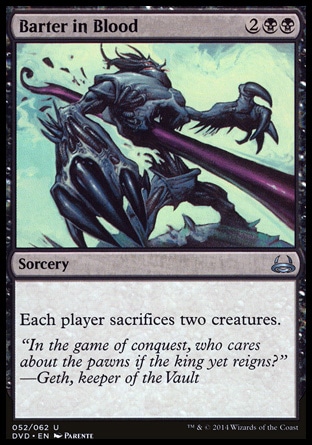 Barter in Blood 2
Sorcery
Each player sacrifices two creatures.
“In the game of conquest, who cares
about the pawns if the king yet reigns?”
—Geth, keeper of the Vault
052/062 U
DVD • EN Parente
™ & © 2014 Wizards of the Coast